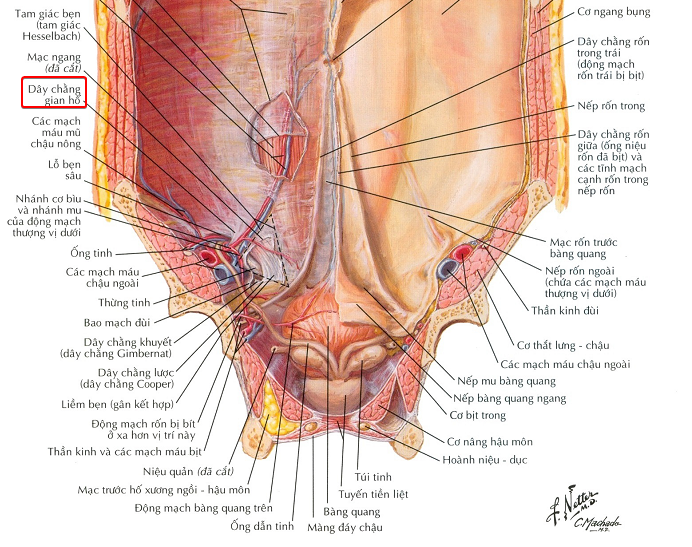 Tam giác bẹn
(tam giác
Hesselbach)
Mạc ngang
(đã cắt)
Dây chằng
gian hố
Các mạch
máu mũ
chậu nông
Lỗ bẹn
sâu
Nhánh cơ bìu
và nhánh mu
của động mạch
thượng vị dưới
Ống tinh
Các mạch máu
chậu ngoài
Thừng tinh
Bao mạch đùi
Dây chằng khuyết
(dây chằng Gimbernat)
Dây chằng lược
(dây chằng Cooper)
Liềm bẹn (gân kết hợp)
Động mạch rốn bị bít
ở xa hơn vị trí này
Thần kinh và các mạch máu bịt
Niệu quản (đã cắt)
Mạc trước hố xương ngồi - hậu môn
Động mạch bàng quang trên
Ống dẫn tinh
Màng đáy chậu
Bàng quang
Tuyến tiền liệt
Túi tinh
Hoành niệu - dục
Cơ nâng hậu môn
Cơ bịt trong
Nếp bàng quang ngang
Nếp mu bàng quang
Các mạch máu chậu ngoài
Cơ thắt lưng - chậu
Thần kinh đùi
Nếp rốn ngoài
(chứa các mạch máu
thượng vị dưới)
Mạc rốn trước
bàng quang
Dây chằng rốn
giữa (ống niệu
rốn đã bịt) và
các tĩnh mạch
cạnh rốn trong
nếp rốn
Nếp rốn trong
Dây chằng rốn
trong trái
(động mạch
rốn trái bị bịt)
Cơ ngang bụng
F. Netter
M.D.
C. Machado
M.D.